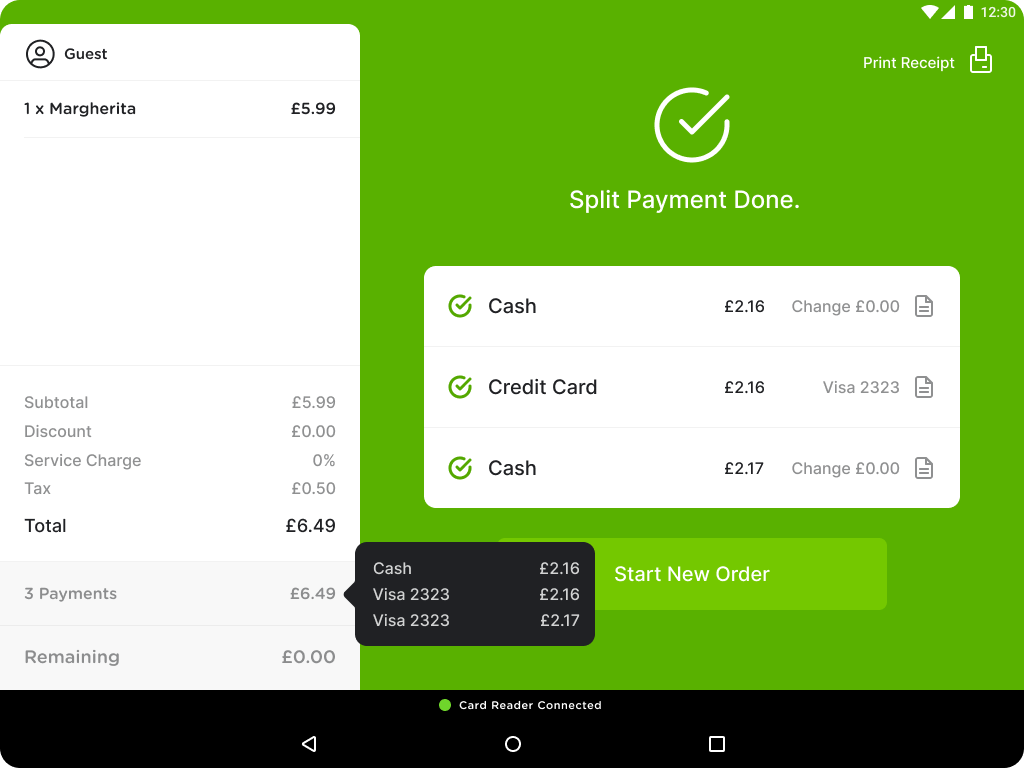 12:30
Guest
Print Receipt
1 x Margherita £5.99
Split Payment Done.
Cash £2.16 Change £0.00
Credit Card £2.16 Visa 2323
Cash £2.17 Change £0.00
Subtotal £5.99
Discount £0.00
Service Charge 0%
Tax £0.50
Total £6.49
3 Payments £6.49
Cash £2.16
Visa 2323 £2.16
Visa 2323 £2.17
Start New Order
Remaining £0.00
Card Reader Connected